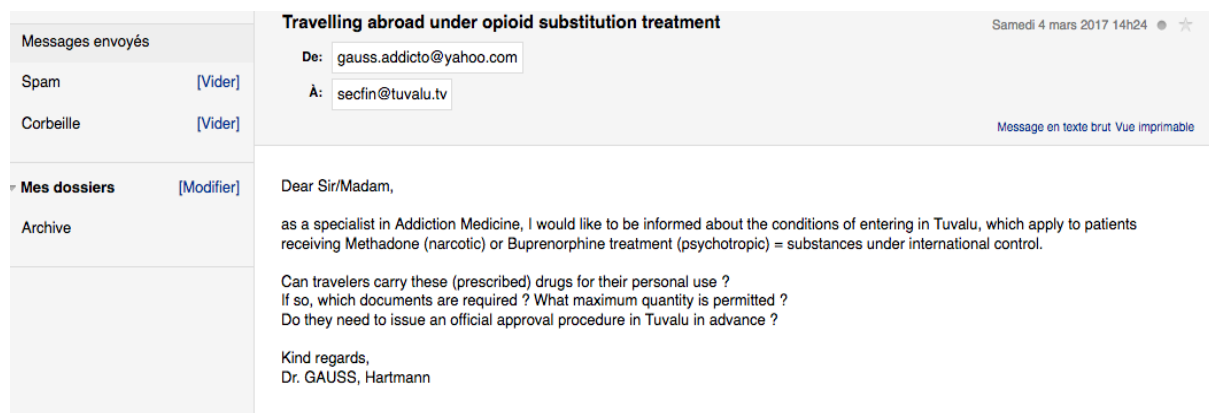 Messages envoyés
Spam [Vider]
Corbeille [Vider]
Mes dossiers [Modifier]
Archive
Travelling abroad under opioid substitution treatment
Samedi 4 mars 2017 14h24
De: gauss.addicto@yahoo.com
À: secfin@tuvalu.tv
Message en texte brut Vue imprimable
Dear Sir/Madam,
as a specialist in Addiction Medicine, I would like to be informed about the conditions of entering in Tuvalu, which apply to patients
receiving Methadone (narcotic) or Buprenorphine treatment (psychotropic) = substances under international control.
Can travelers carry these (prescribed) drugs for their personal use ?
If so, which documents are required ? What maximum quantity is permitted ?
Do they need to issue an official approval procedure in Tuvalu in advance ?
Kind regards,
Dr. GAUSS, Hartmann